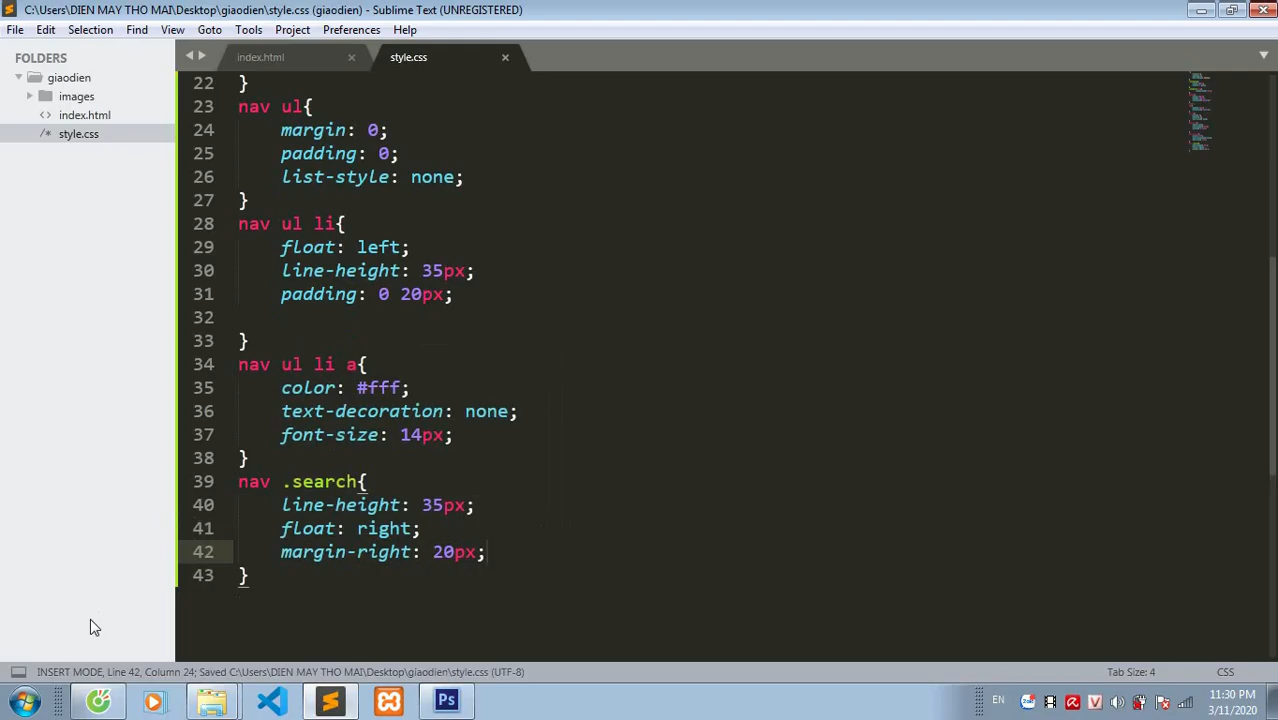 C:\Users\DIEN MAY THO MAI\Desktop\giaodien\style.css (giaodien) - Sublime Text (UNREGISTERED)
File Edit Selection Find View Goto Tools Project Preferences Help
FOLDERS
giaodien
images
index.html
style.css
index.html
style.css
22 }
23 nav ul{
24 margin: 0;
25 padding: 0;
26 list-style: none;
27 }
28 nav ul li{
29 float: left;
30 line-height: 35px;
31 padding: 0 20px;
32
33 }
34 nav ul li a{
35 color: #fff;
36 text-decoration: none;
37 font-size: 14px;
38 }
39 nav .search{
40 line-height: 35px;
41 float: right;
42 margin-right: 20px;
43 }
INSERT MODE, Line 42, Column 24; Saved C:\Users\DIEN MAY THO MAI\Desktop\giaodien\style.css (UTF-8)
Tab Size: 4
CSS
Ps
EN
Zalo
V
11:30 PM
3/11/2020